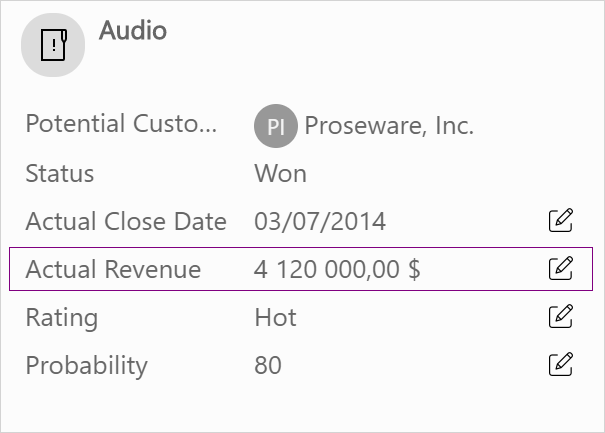 Audio
Potential Custo... PI Proseware, Inc.
Status Won
Actual Close Date 03/07/2014
Actual Revenue 4 120 000,00 $
Rating Hot
Probability 80